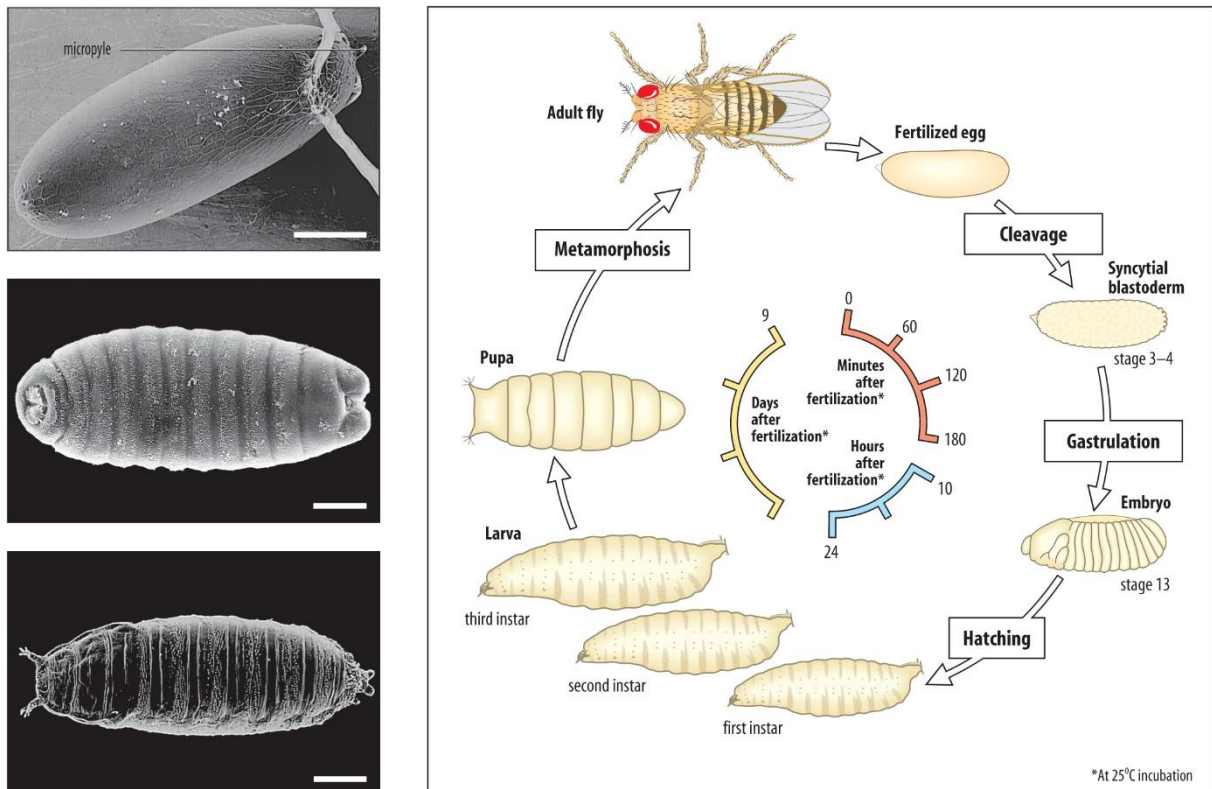 micropyle
Adult fly
Fertilized egg
Cleavage
Metamorphosis
Syncytial
blastoderm
stage 3–4
0
60
120
180
Minutes
after
fertilization*
9
Days
after
fertilization*
Hours
after
fertilization*
10
24
Pupa
Gastrulation
Embryo
stage 13
Larva
third instar
second instar
first instar
Hatching
*At 25⁰C incubation